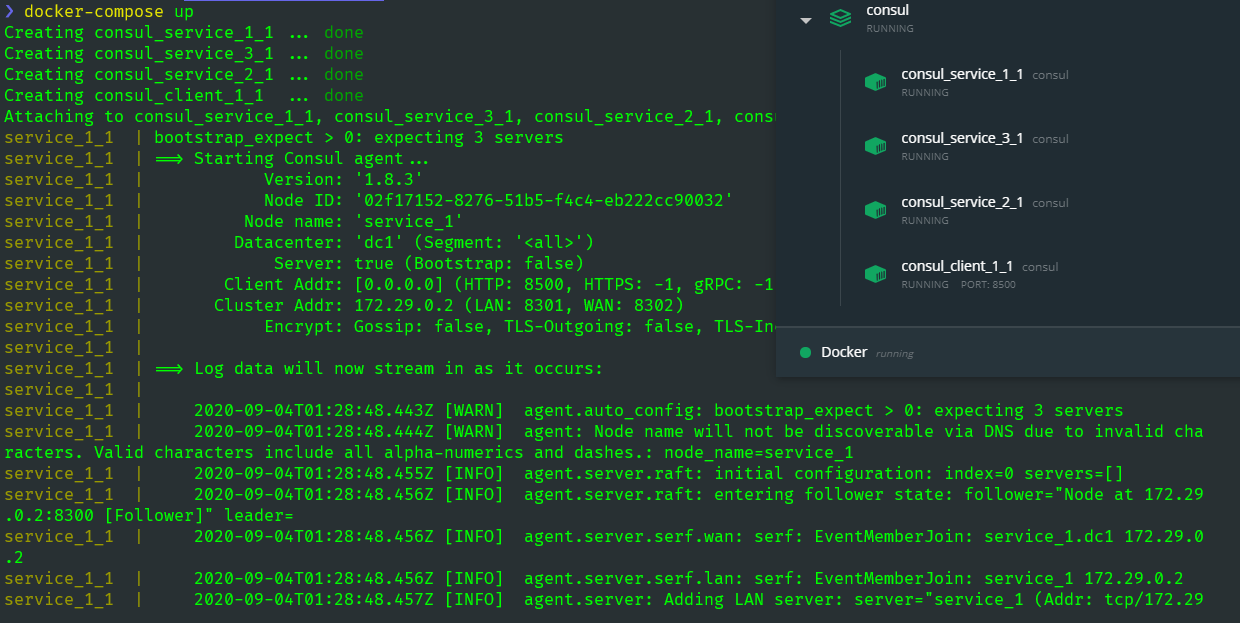 ❯ docker-compose up
Creating consul_service_1_1 ... done
Creating consul_service_3_1 ... done
Creating consul_service_2_1 ... done
Creating consul_client_1_1 ... done
Attaching to consul_service_1_1, consul_service_3_1, consul_service_2_1, cons
service_1_1 | bootstrap_expect > 0: expecting 3 servers
service_1_1 | ==> Starting Consul agent...
service_1_1 | Version: '1.8.3'
service_1_1 | Node ID: '02f17152-8276-51b5-f4c4-eb222cc90032'
service_1_1 | Node name: 'service_1'
service_1_1 | Datacenter: 'dc1' (Segment: '<all>')
service_1_1 | Server: true (Bootstrap: false)
service_1_1 | Client Addr: [0.0.0.0] (HTTP: 8500, HTTPS: -1, gRPC: -1
service_1_1 | Cluster Addr: 172.29.0.2 (LAN: 8301, WAN: 8302)
service_1_1 | Encrypt: Gossip: false, TLS-Outgoing: false, TLS-In
service_1_1 |
service_1_1 | ==> Log data will now stream in as it occurs:
service_1_1 |
service_1_1 | 2020-09-04T01:28:48.443Z [WARN] agent.auto_config: bootstrap_expect > 0: expecting 3 servers
service_1_1 | 2020-09-04T01:28:48.444Z [WARN] agent: Node name will not be discoverable via DNS due to invalid cha
racters. Valid characters include all alpha-numerics and dashes.: node_name=service_1
service_1_1 | 2020-09-04T01:28:48.455Z [INFO] agent.server.raft: initial configuration: index=0 servers=[]
service_1_1 | 2020-09-04T01:28:48.456Z [INFO] agent.server.raft: entering follower state: follower="Node at 172.29
.0.2:8300 [Follower]" leader=
service_1_1 | 2020-09-04T01:28:48.456Z [INFO] agent.server.serf.wan: serf: EventMemberJoin: service_1.dc1 172.29.0
.2
service_1_1 | 2020-09-04T01:28:48.456Z [INFO] agent.server.serf.lan: serf: EventMemberJoin: service_1 172.29.0.2
service_1_1 | 2020-09-04T01:28:48.457Z [INFO] agent.server: Adding LAN server: server="service_1 (Addr: tcp/172.29
consul
RUNNING
consul_service_1_1 consul
RUNNING
consul_service_3_1 consul
RUNNING
consul_service_2_1 consul
RUNNING
consul_client_1_1 consul
RUNNING PORT: 8500
Docker running